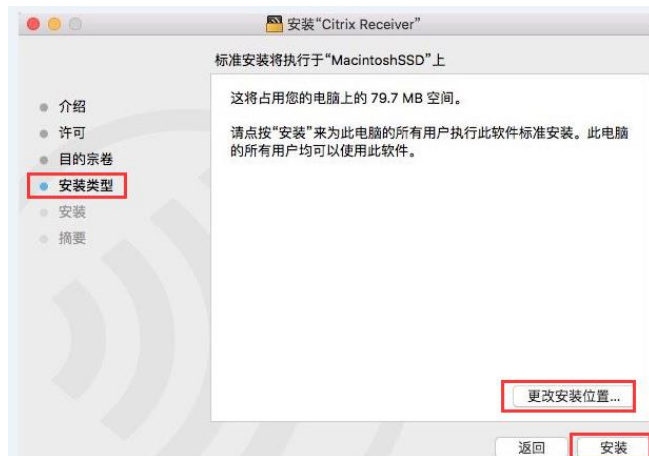 安装“Citrix Receiver”
标准安装将执行于“MacintoshSSD”上
介绍
许可
目的宗卷
安装类型
安装
摘要
这将占用您的电脑上的 79.7 MB 空间。
请点按“安装”来为此电脑的所有用户执行此软件标准安装。此电脑
的所有用户均可以使用此软件。
更改安装位置...
返回
安装